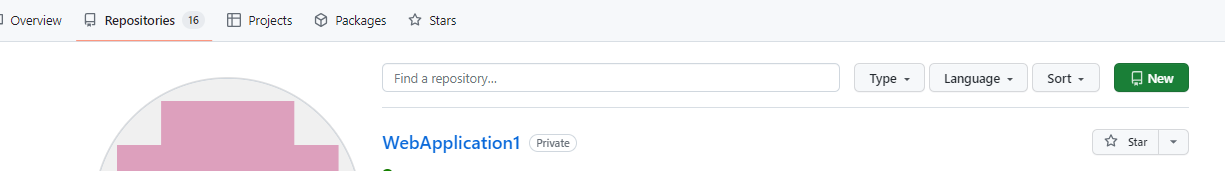 Overview Repositories 16 Projects Packages Stars
Find a repository... Type Language Sort New
WebApplication1 Private Star